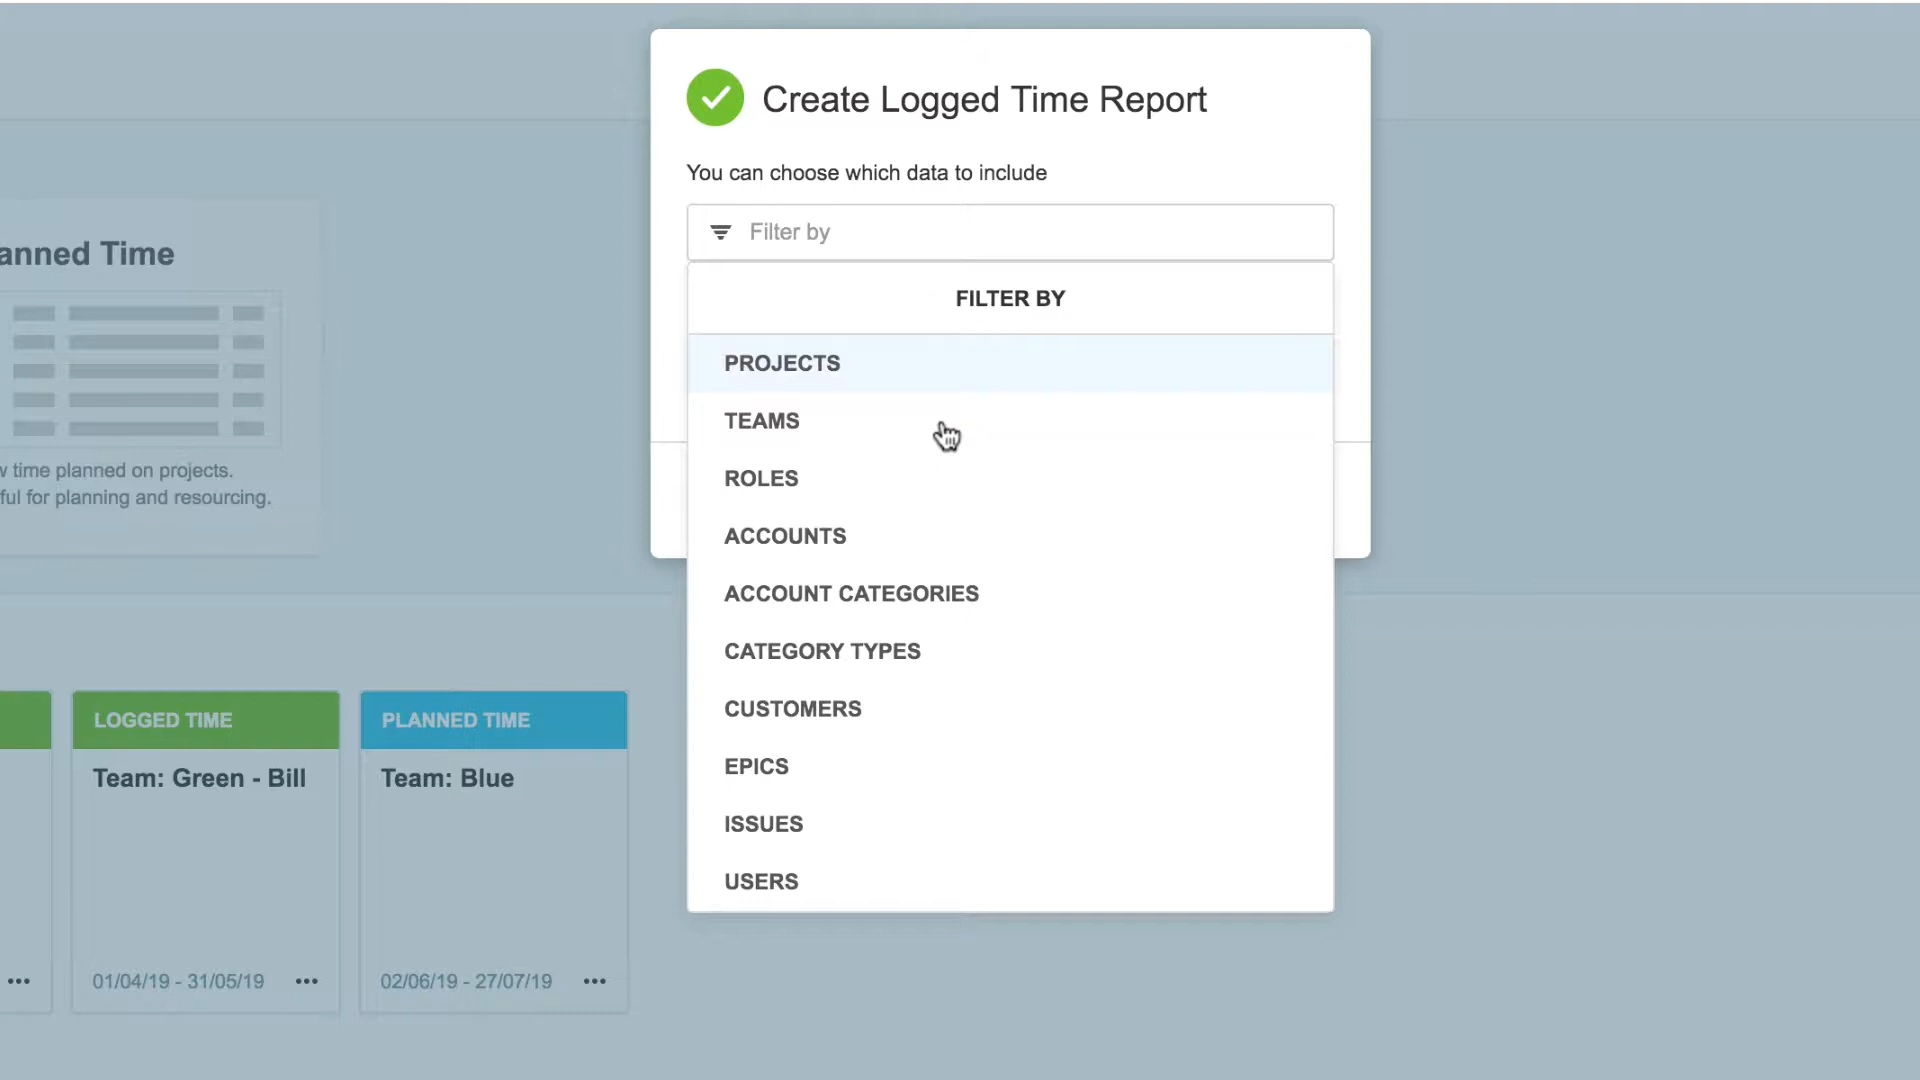 Create Logged Time Report
You can choose which data to include
Filter by
FILTER BY
PROJECTS
TEAMS
ROLES
ACCOUNTS
ACCOUNT CATEGORIES
CATEGORY TYPES
CUSTOMERS
EPICS
ISSUES
USERS
anned Time
w time planned on projects.
ful for planning and resourcing.
LOGGED TIME
Team: Green - Bill
01/04/19 - 31/05/19
PLANNED TIME
Team: Blue
02/06/19 - 27/07/19